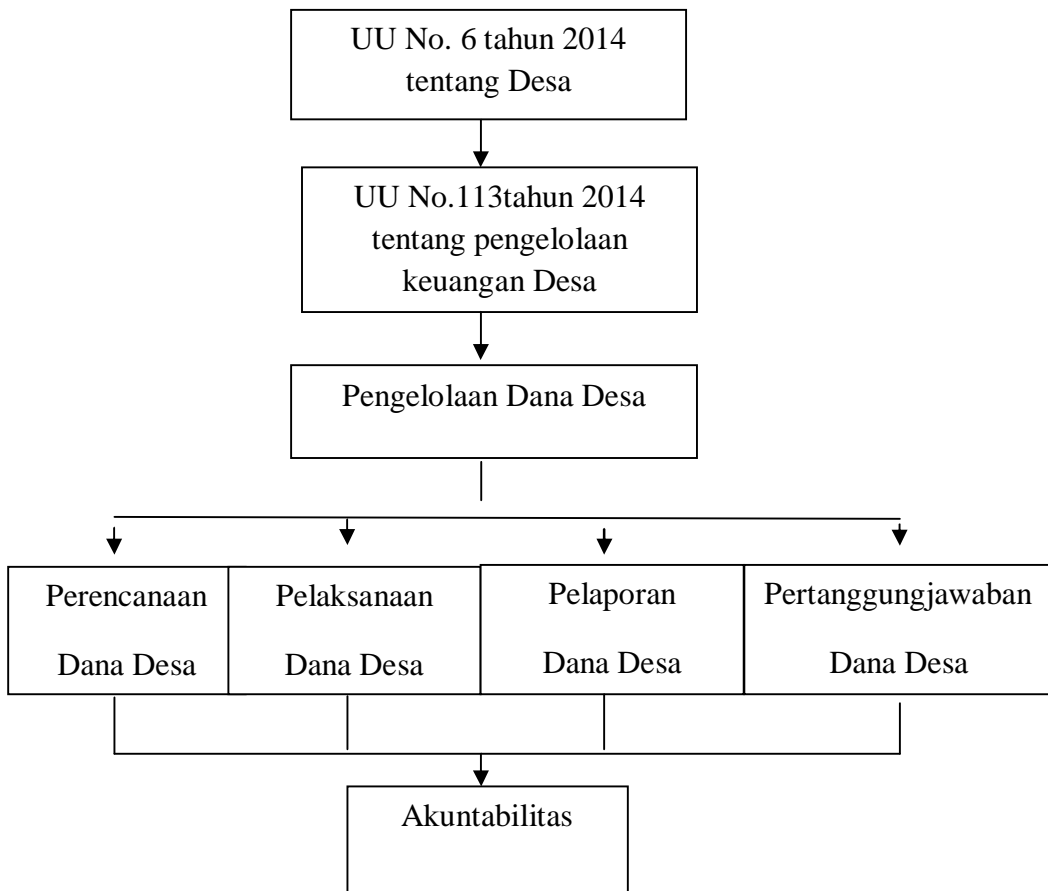 UU No. 6 tahun 2014
tentang Desa
UU No.113tahun 2014
tentang pengelolaan
keuangan Desa
Pengelolaan Dana Desa
Perencanaan
Dana Desa
Pelaksanaan
Dana Desa
Pelaporan
Dana Desa
Pertanggungjawaban
Dana Desa
Akuntabilitas